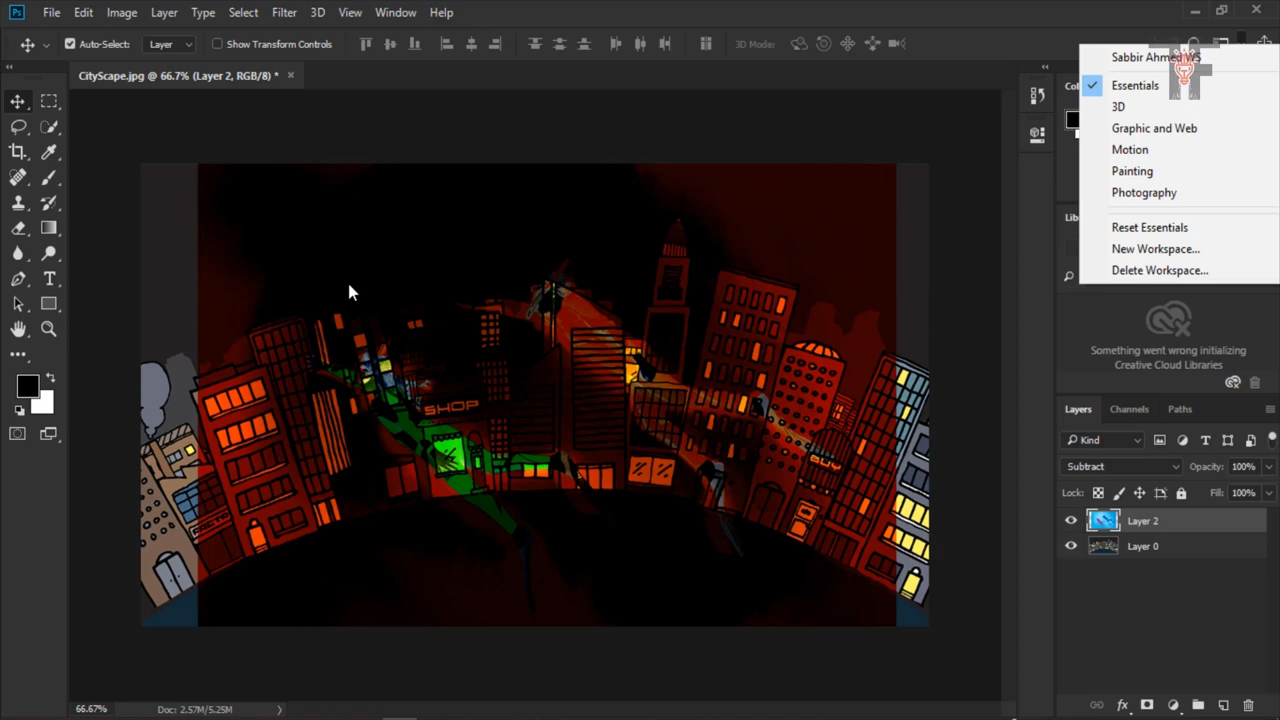 Ps File Edit Image Layer Type Select Filter 3D View Window Help
Auto-Select: Layer Show Transform Controls 3D Mode:
CityScape.jpg @ 66.7% (Layer 2, RGB/8) *
Sabbir Ahmed WS
Essentials
3D
Graphic and Web
Motion
Painting
Photography
Reset Essentials
New Workspace...
Delete Workspace...
Something went wrong initializing
Creative Cloud Libraries
Layers Channels Paths
Kind
Subtract Opacity: 100%
Lock: Fill: 100%
Layer 2
Layer 0
SHOP
BUY
66.67% Doc: 2.57M/5.25M